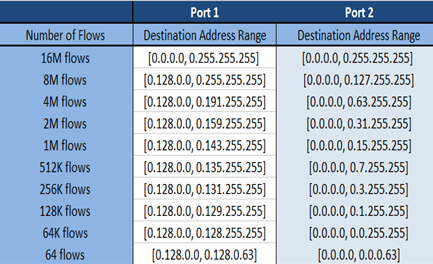 Port 1 Port 2
Number of Flows Destination Address Range Destination Address Range
16M flows [0.0.0.0, 0.255.255.255] [0.0.0.0, 0.255.255.255]
8M flows [0.128.0.0, 0.255.255.255] [0.0.0.0, 0.127.255.255]
4M flows [0.128.0.0, 0.191.255.255] [0.0.0.0, 0.63.255.255]
2M flows [0.128.0.0, 0.159.255.255] [0.0.0.0, 0.31.255.255]
1M flows [0.128.0.0, 0.143.255.255] [0.0.0.0, 0.15.255.255]
512K flows [0.128.0.0, 0.135.255.255] [0.0.0.0, 0.7.255.255]
256K flows [0.128.0.0, 0.131.255.255] [0.0.0.0, 0.3.255.255]
128K flows [0.128.0.0, 0.129.255.255] [0.0.0.0, 0.1.255.255]
64K flows [0.128.0.0, 0.128.255.255] [0.0.0.0, 0.0.255.255]
64 flows [0.128.0.0, 0.128.0.63] [0.0.0.0, 0.0.0.63]